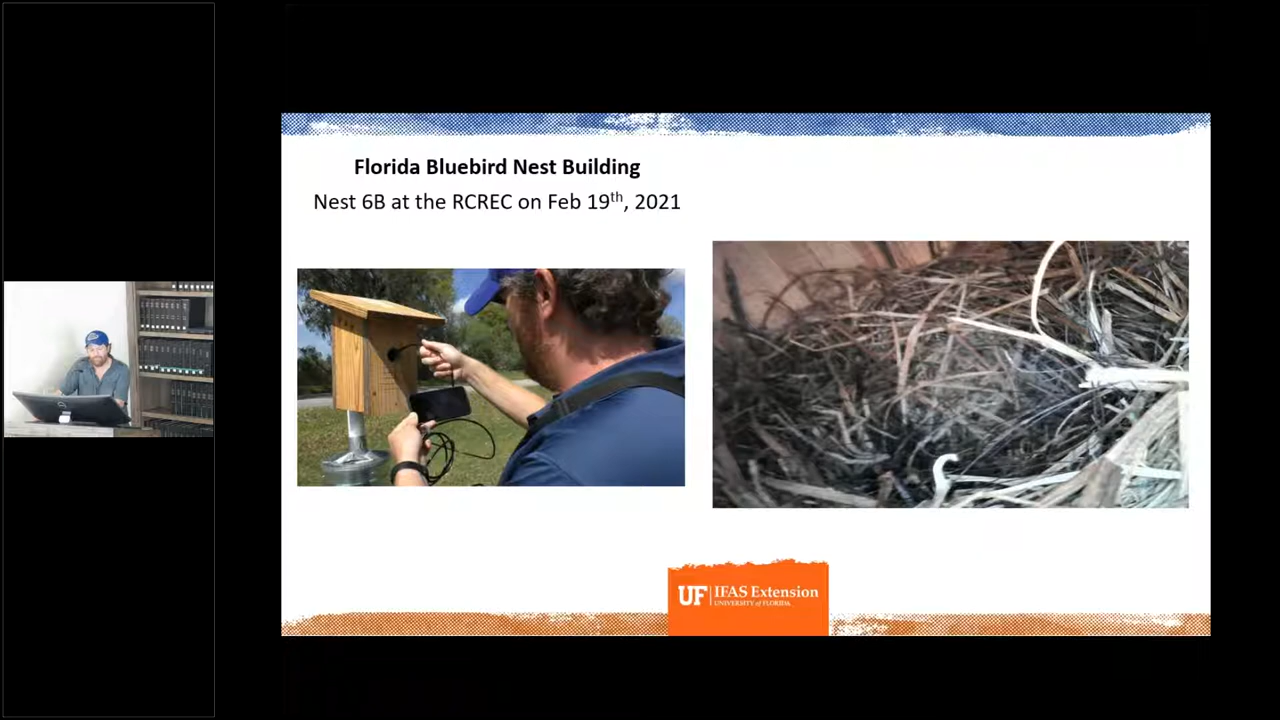 Florida Bluebird Nest Building
Nest 6B at the RCREC on Feb 19th, 2021
UF IFAS Extension
UNIVERSITY of FLORIDA